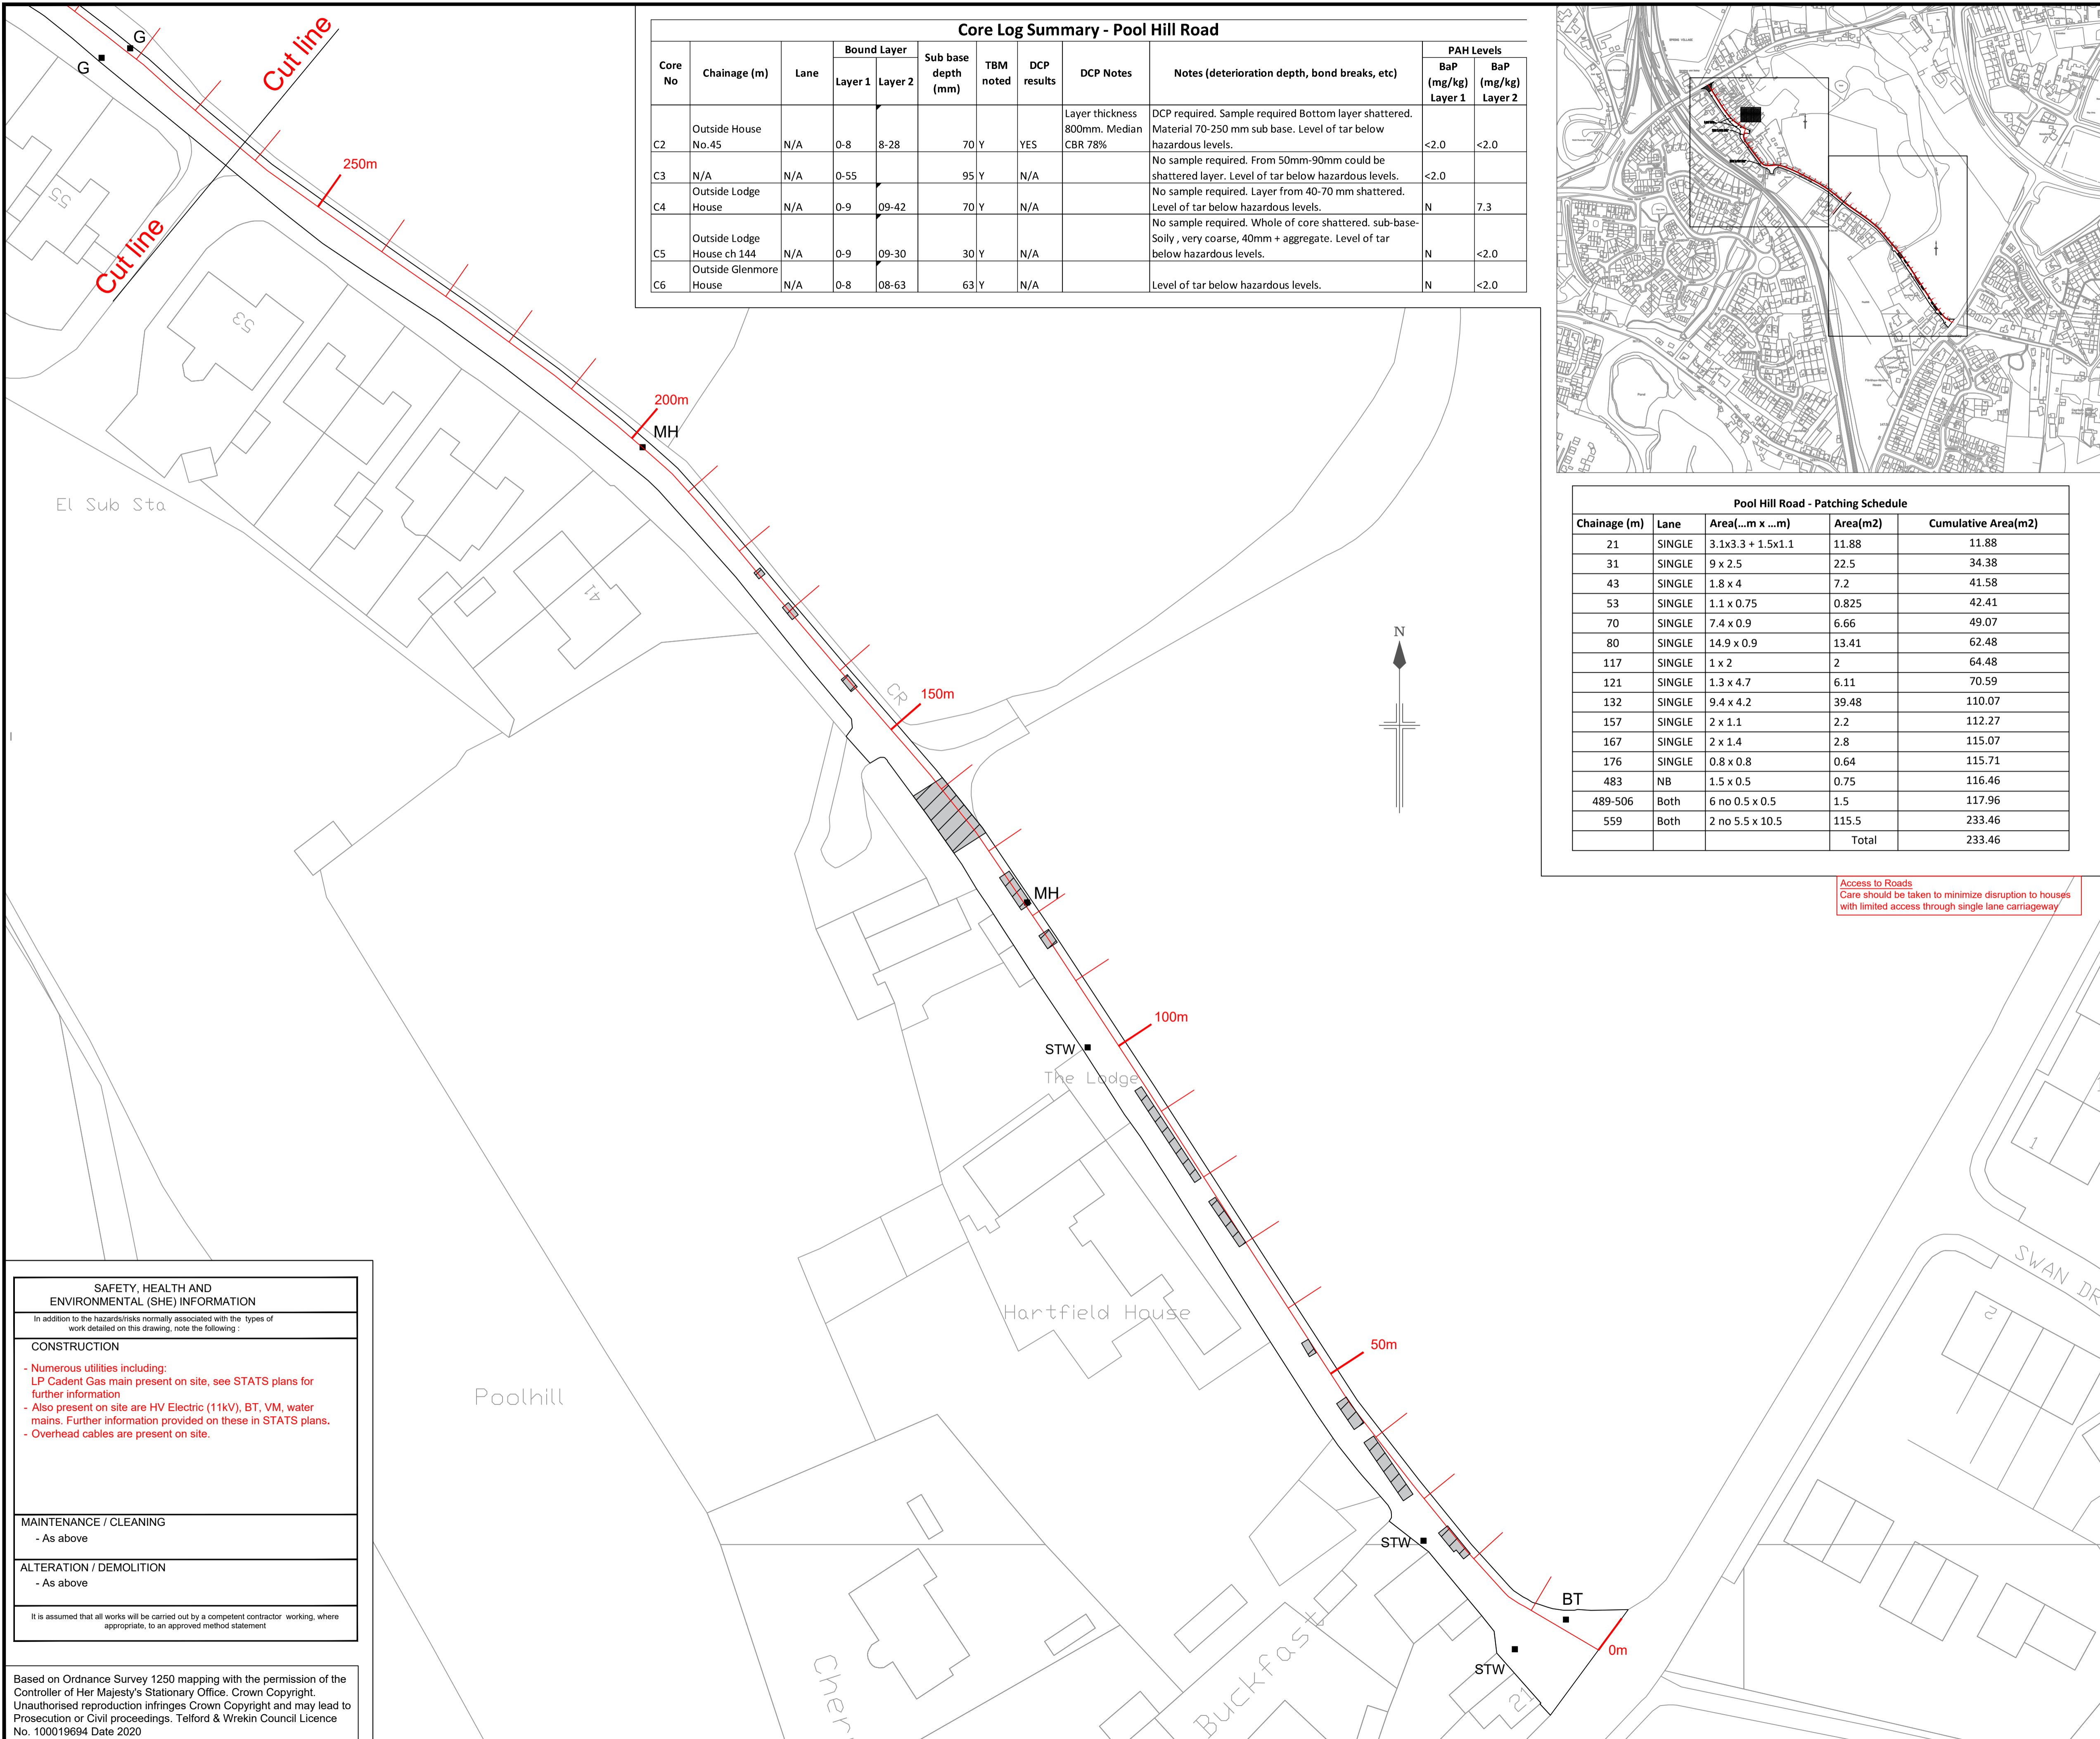 Core Log Summary - Pool Hill Road
Core No | Chainage (m) | Lane | Bound Layer | Sub base depth (mm) | TBM noted | DCP results | DCP Notes | Notes (deterioration depth, bond breaks, etc) | PAH Levels
Layer 1 | Layer 2 | BaP (mg/kg) Layer 1 | BaP (mg/kg) Layer 2
C2 | Outside House No.45 | N/A | 0-8 | 8-28 | 70 | Y | YES | Layer thickness 800mm. Median CBR 78% | DCP required. Sample required Bottom layer shattered. Material 70-250 mm sub base. Level of tar below hazardous levels. | <2.0 | <2.0
C3 | N/A | N/A | 0-55 | | 95 | Y | N/A | | No sample required. From 50mm-90mm could be shattered layer. Level of tar below hazardous levels. | <2.0 |
C4 | Outside Lodge House | N/A | 0-9 | 09-42 | 70 | Y | N/A | | No sample required. Layer from 40-70 mm shattered. Level of tar below hazardous levels. | N | 7.3
C5 | Outside Lodge House ch 144 | N/A | 0-9 | 09-30 | 30 | Y | N/A | | No sample required. Whole of core shattered. sub-base- Soily , very coarse, 40mm + aggregate. Level of tar below hazardous levels. | N | <2.0
C6 | Outside Glenmore House | N/A | 0-8 | 08-63 | 63 | Y | N/A | | Level of tar below hazardous levels. | N | <2.0
G
G
Cut line
Cut line
250m
55
53
200m
MH
El Sub Sta
41
CR
150m
N
MH
100m
STW
The Lodge
Hartfield House
50m
Poolhill
STW
BT
0m
STW
21
Buckfast
Cher
1
2
SWAN DR
Pool Hill Road - Patching Schedule
Chainage (m) | Lane | Area(...m x ...m) | Area(m2) | Cumulative Area(m2)
21 | SINGLE | 3.1x3.3 + 1.5x1.1 | 11.88 | 11.88
31 | SINGLE | 9 x 2.5 | 22.5 | 34.38
43 | SINGLE | 1.8 x 4 | 7.2 | 41.58
53 | SINGLE | 1.1 x 0.75 | 0.825 | 42.41
70 | SINGLE | 7.4 x 0.9 | 6.66 | 49.07
80 | SINGLE | 14.9 x 0.9 | 13.41 | 62.48
117 | SINGLE | 1 x 2 | 2 | 64.48
121 | SINGLE | 1.3 x 4.7 | 6.11 | 70.59
132 | SINGLE | 9.4 x 4.2 | 39.48 | 110.07
157 | SINGLE | 2 x 1.1 | 2.2 | 112.27
167 | SINGLE | 2 x 1.4 | 2.8 | 115.07
176 | SINGLE | 0.8 x 0.8 | 0.64 | 115.71
483 | NB | 1.5 x 0.5 | 0.75 | 116.46
489-506 | Both | 6 no 0.5 x 0.5 | 1.5 | 117.96
559 | Both | 2 no 5.5 x 10.5 | 115.5 | 233.46
Total | 233.46
Access to Roads
Care should be taken to minimize disruption to houses
with limited access through single lane carriageway
SAFETY, HEALTH AND
ENVIRONMENTAL (SHE) INFORMATION
In addition to the hazards/risks normally associated with the types of
work detailed on this drawing, note the following :
CONSTRUCTION
- Numerous utilities including:
LP Cadent Gas main present on site, see STATS plans for
further information
- Also present on site are HV Electric (11kV), BT, VM, water
mains. Further information provided on these in STATS plans.
- Overhead cables are present on site.
MAINTENANCE / CLEANING
- As above
ALTERATION / DEMOLITION
- As above
It is assumed that all works will be carried out by a competent contractor working, where
appropriate, to an approved method statement
Based on Ordnance Survey 1250 mapping with the permission of the
Controller of Her Majesty's Stationary Office. Crown Copyright.
Unauthorised reproduction infringes Crown Copyright and may lead to
Prosecution or Civil proceedings. Telford & Wrekin Council Licence
No. 100019694 Date 2020